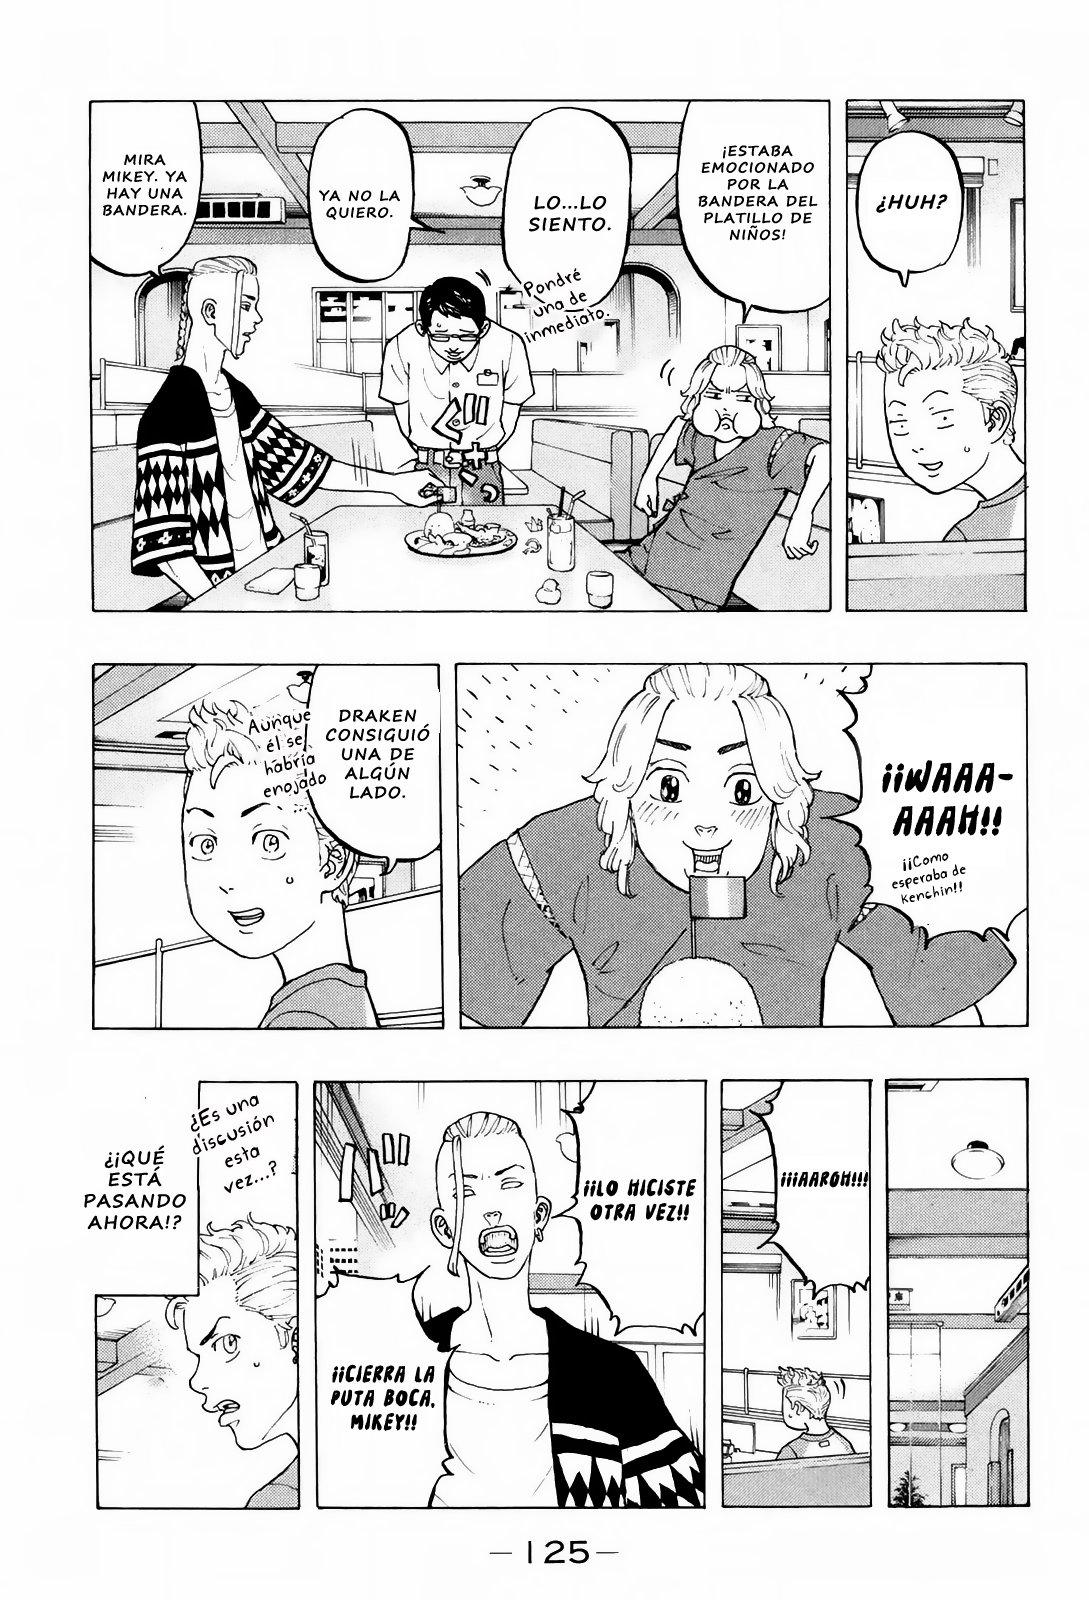 ¿HUH?
¡ESTABA
EMOCIONADO
POR LA
BANDERA DEL
PLATILLO DE
NIÑOS!
LO...LO
SIENTO.
Pondré
una de
inmediato.
YA NO LA
QUIERO.
MIRA
MIKEY. YA
HAY UNA
BANDERA.
¡¡WAAA-
AAAH!!
¡¡Como
esperaba de
Kenchin!!
DRAKEN
CONSIGUIÓ
UNA DE
ALGÚN
LADO.
Aunque
él se
habría
enojado
...
¡¡¡AAROH!!!
¡¡LO HICISTE
OTRA VEZ!!
¡¡CIERRA LA
PUTA BOCA,
MIKEY!!
¿Es una
discusión
esta
vez...?
¿¡QUÉ
ESTÁ
PASANDO
AHORA!?
—125—